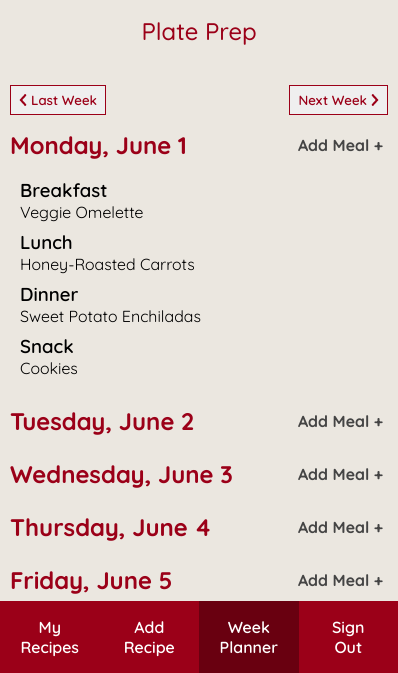 Plate Prep
Last Week
Next Week
Monday, June 1
Add Meal +
Breakfast
Veggie Omelette
Lunch
Honey-Roasted Carrots
Dinner
Sweet Potato Enchiladas
Snack
Cookies
Tuesday, June 2
Add Meal +
Wednesday, June 3
Add Meal +
Thursday, June 4
Add Meal +
Friday, June 5
Add Meal +
My
Recipes
Add
Recipe
Week
Planner
Sign
Out